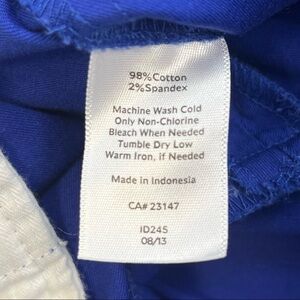 98%Cotton
2%Spandex
Machine Wash Cold
Only Non-Chlorine
Bleach When Needed
Tumble Dry Low
Warm Iron, if Needed
Made in Indonesia
CA# 23147
ID245
08/13